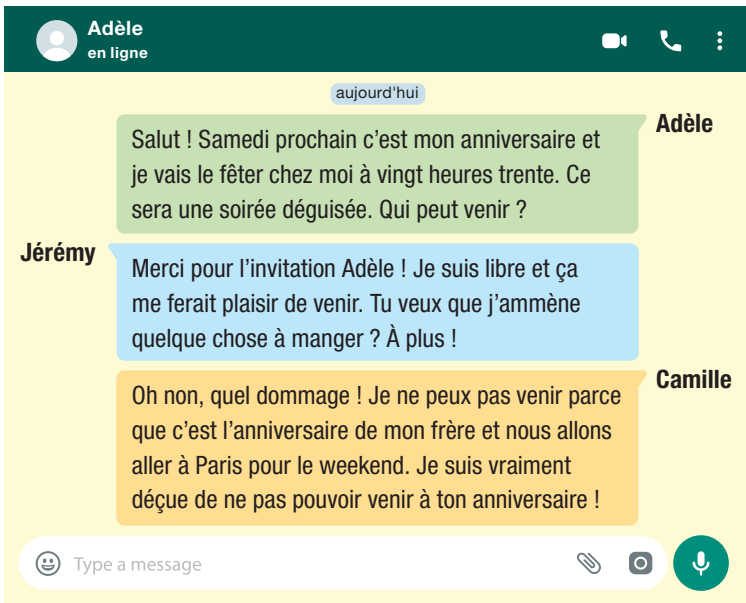 Adèle
en ligne
aujourd'hui
Adèle
Salut ! Samedi prochain c’est mon anniversaire et
je vais le fêter chez moi à vingt heures trente. Ce
sera une soirée déguisée. Qui peut venir ?
Jérémy
Merci pour l’invitation Adèle ! Je suis libre et ça
me ferait plaisir de venir. Tu veux que j’ammène
quelque chose à manger ? À plus !
Camille
Oh non, quel dommage ! Je ne peux pas venir parce
que c’est l’anniversaire de mon frère et nous allons
aller à Paris pour le weekend. Je suis vraiment
déçue de ne pas pouvoir venir à ton anniversaire !
Type a message